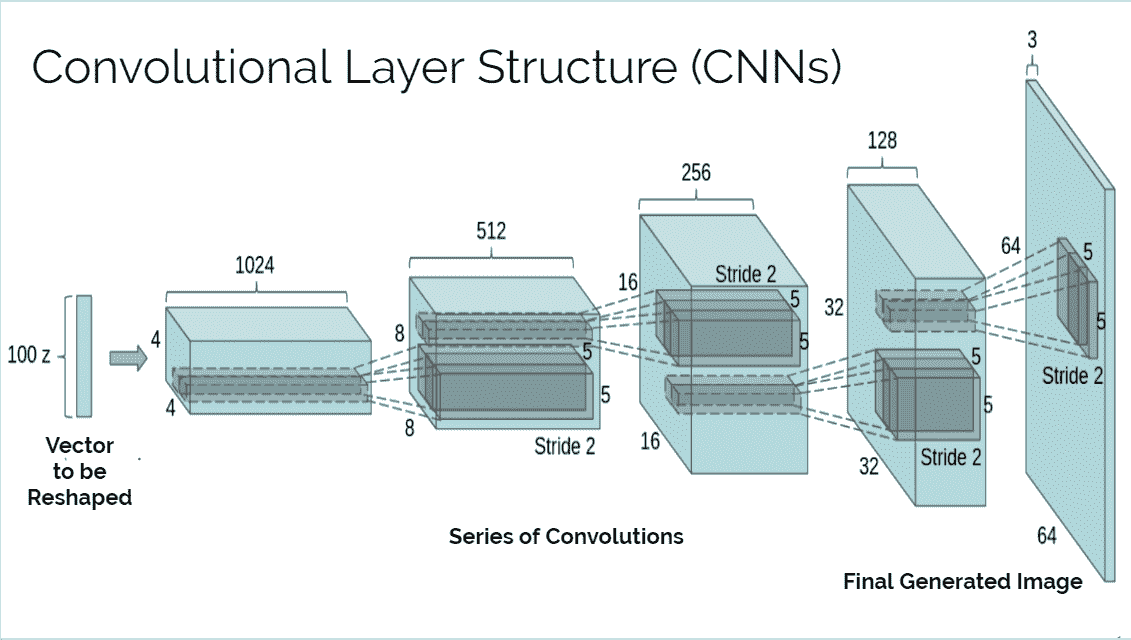 Convolutional Layer Structure (CNNs)
100 z
Vector
to be
Reshaped
1024
4
4
512
8
8
5
5
Stride 2
256
16
16
Stride 2
5
5
128
32
32
5
5
Stride 2
3
64
64
5
5
Stride 2
Series of Convolutions
Final Generated Image